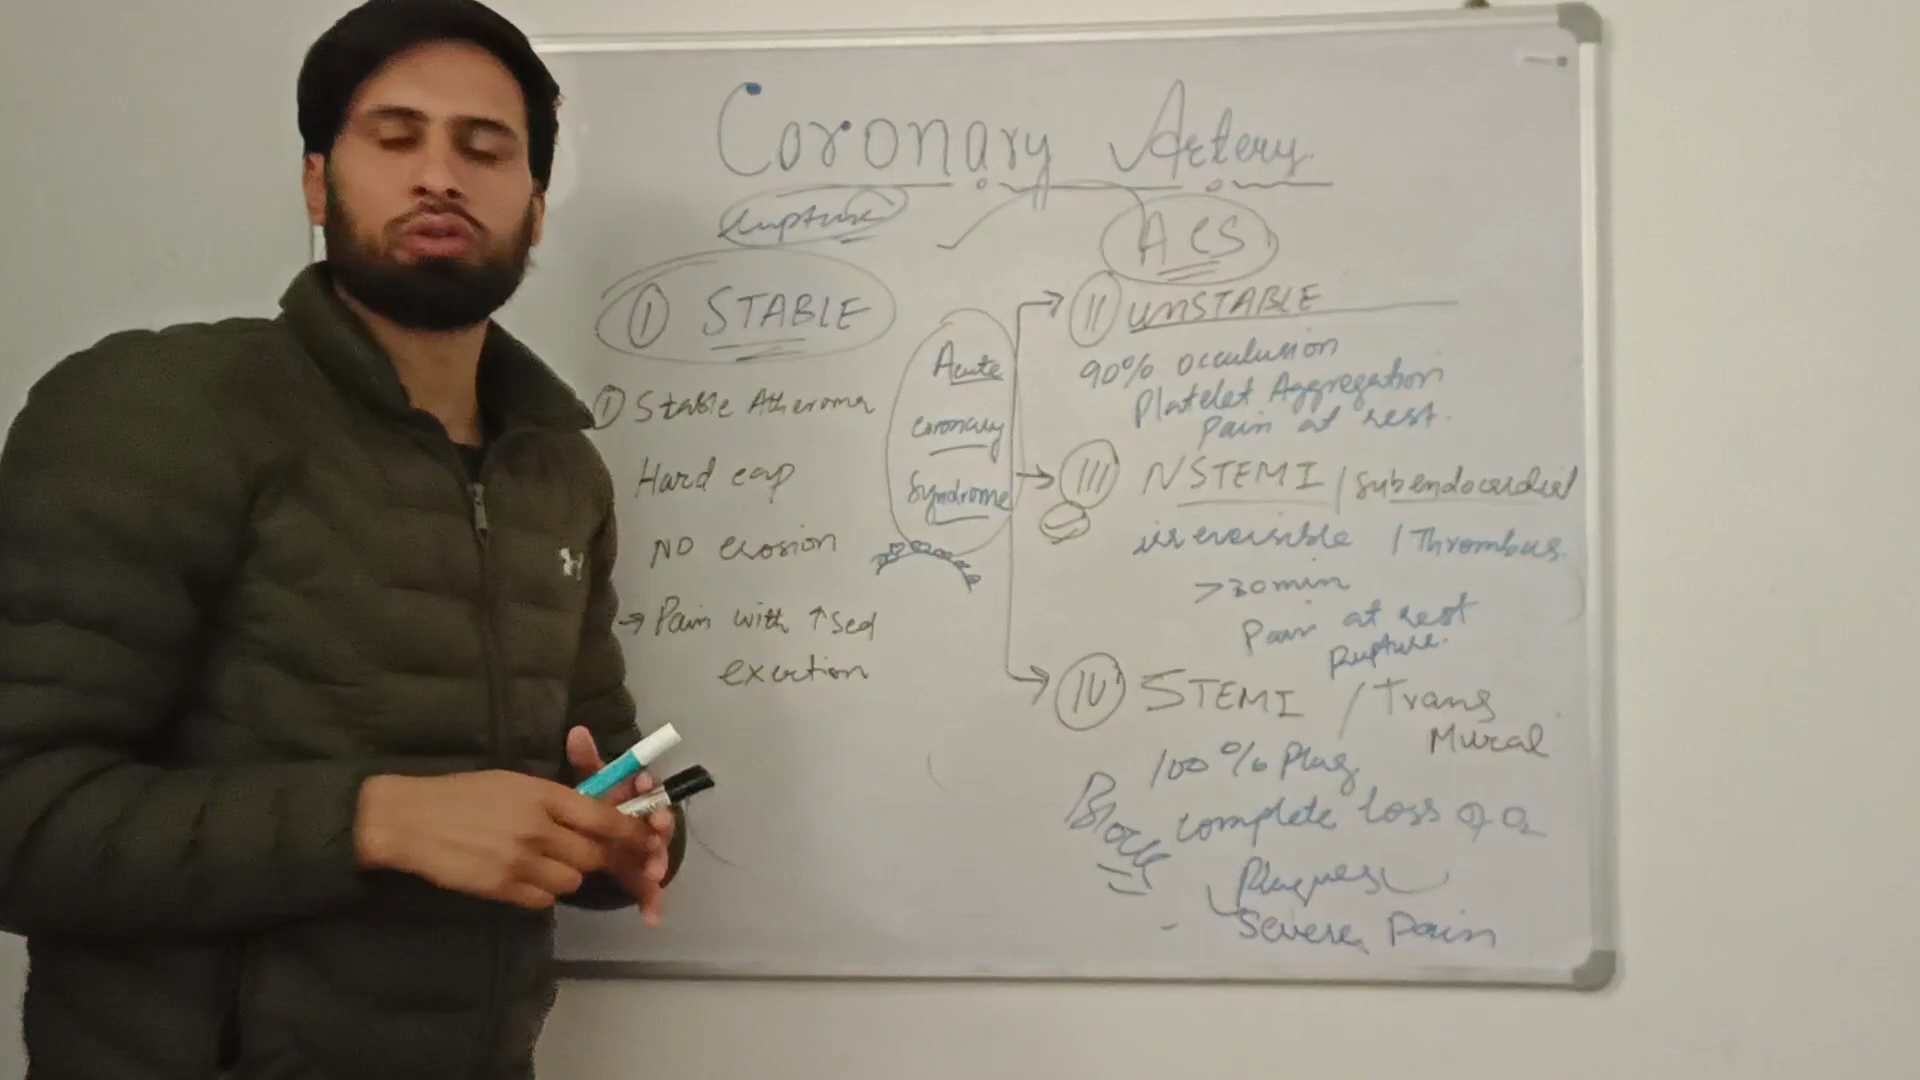 Coronary Artery
rupture
ACS
I STABLE
I Stable Atheroma
Hard cap
NO erosion
→ Pain with ↑sed
exertion
Acute
coronary
Syndrome
II UNSTABLE
90% occulusion
Platelet Aggregation
Pain at rest.
III NSTEMI / Subendocardial
irreversible / Thrombus.
>30min
Pain at rest
Rupture.
IV STEMI / Trans
Mural
100% Plug
Block complete loss of O2
Plaques
Severe Pain